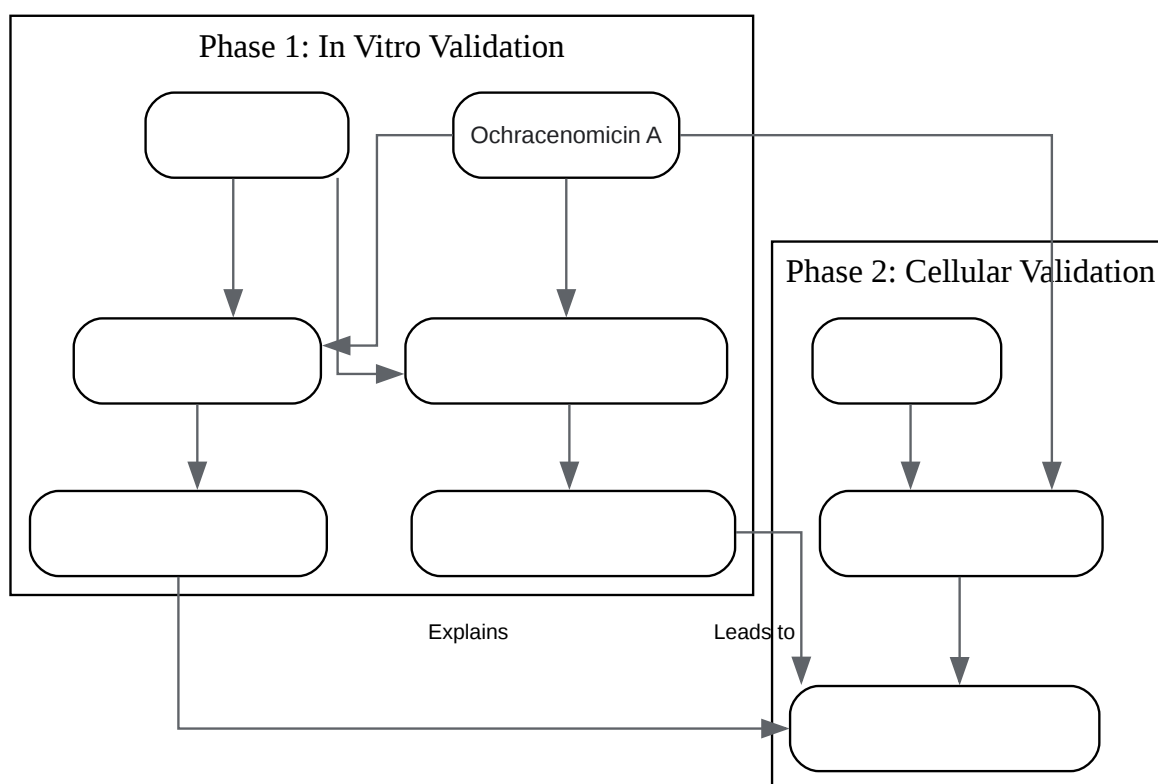 Phase 1: In Vitro Validation
Ochracenomicin A
Phase 2: Cellular Validation
Explains
Leads to